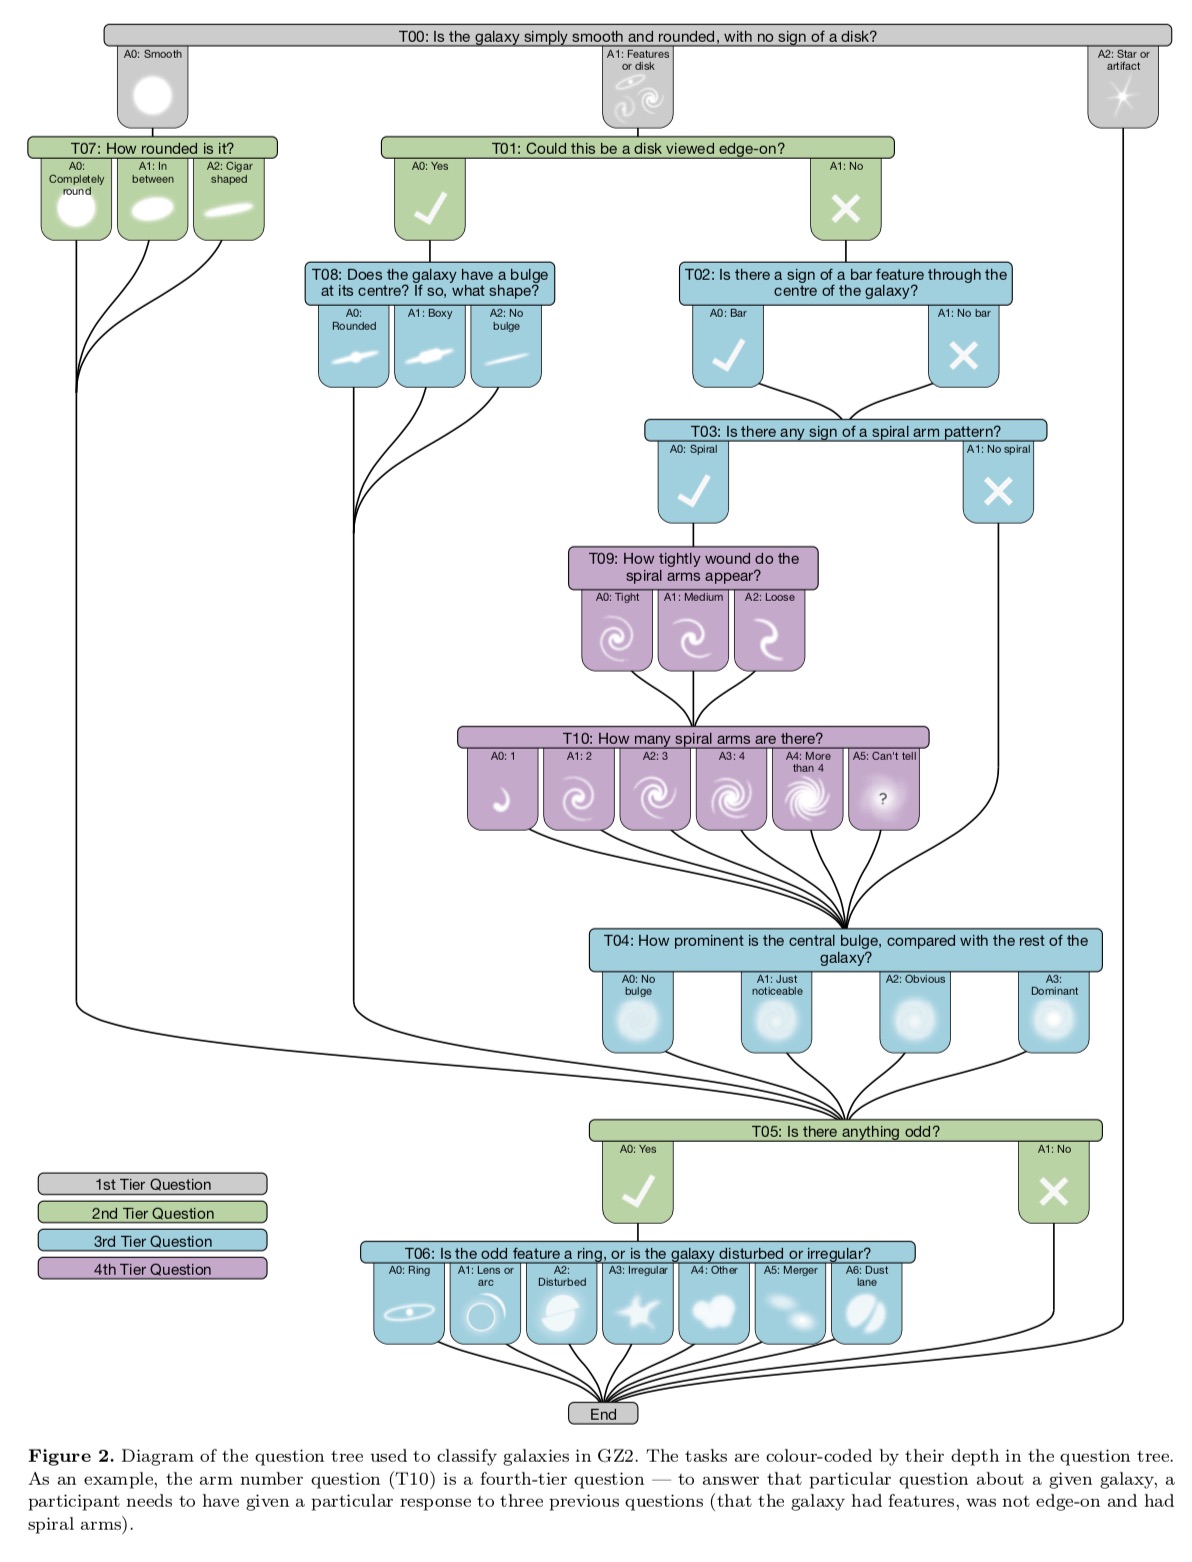 T00: Is the galaxy simply smooth and rounded, with no sign of a disk?
A0: Smooth
A1: Features
or disk
A2: Star or
artifact
T07: How rounded is it?
A0:
Completely
round
A1: In
between
A2: Cigar
shaped
T01: Could this be a disk viewed edge-on?
A0: Yes
A1: No
T08: Does the galaxy have a bulge
at its centre? If so, what shape?
A0:
Rounded
A1: Boxy
A2: No
bulge
T02: Is there a sign of a bar feature through the
centre of the galaxy?
A0: Bar
A1: No bar
T03: Is there any sign of a spiral arm pattern?
A0: Spiral
A1: No spiral
T09: How tightly wound do the
spiral arms appear?
A0: Tight
A1: Medium
A2: Loose
T10: How many spiral arms are there?
A0: 1
A1: 2
A2: 3
A3: 4
A4: More
than 4
A5: Can't tell
?
T04: How prominent is the central bulge, compared with the rest of the
galaxy?
A0: No
bulge
A1: Just
noticeable
A2: Obvious
A3:
Dominant
T05: Is there anything odd?
A0: Yes
A1: No
T06: Is the odd feature a ring, or is the galaxy disturbed or irregular?
A0: Ring
A1: Lens or
arc
A2:
Disturbed
A3: Irregular
A4: Other
A5: Merger
A6: Dust
lane
End
1st Tier Question
2nd Tier Question
3rd Tier Question
4th Tier Question
Figure 2. Diagram of the question tree used to classify galaxies in GZ2. The tasks are colour-coded by their depth in the question tree.
As an example, the arm number question (T10) is a fourth-tier question — to answer that particular question about a given galaxy, a
participant needs to have given a particular response to three previous questions (that the galaxy had features, was not edge-on and had
spiral arms).